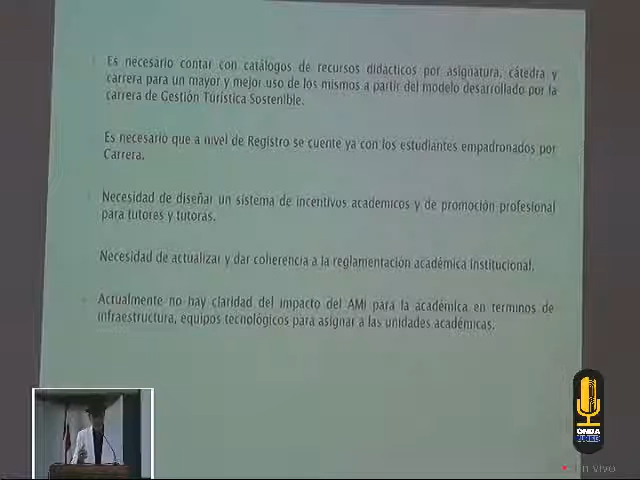 Es necesario contar con catálogos de recursos didácticos por asignatura, cátedra y
carrera para un mayor y mejor uso de los mismos a partir del modelo desarrollado por la
carrera de Gestión Turística Sostenible.
Es necesario que a nivel de Registro se cuente ya con los estudiantes empadronados por
Carrera.
Necesidad de diseñar un sistema de incentivos academicos y de promoción profesional
para tutores y tutoras.
Necesidad de actualizar y dar coherencia a la reglamentación académica institucional.
Actualmente no hay claridad del impacto del AMI para la académica en terminos de
infraestructura, equipos tecnológicos para asignar a las unidades académicas.
ONDA
UNED
En vivo